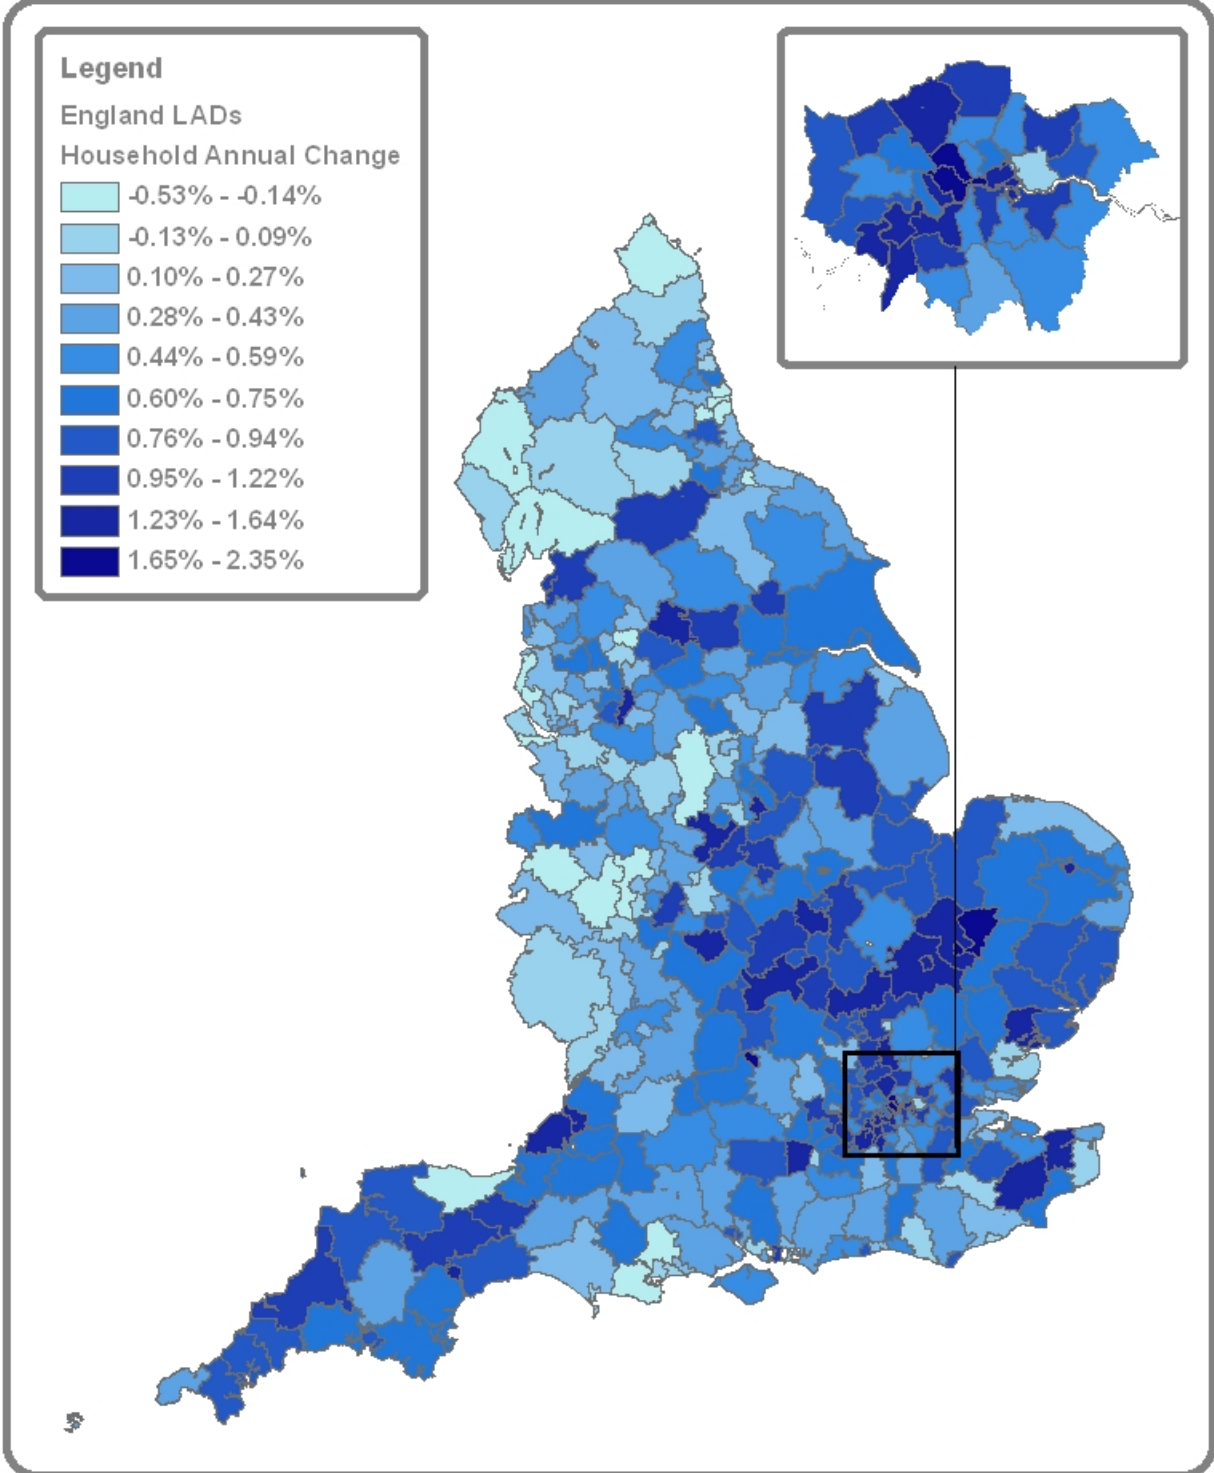 Legend
England LADs
Household Annual Change
-0.53% - -0.14%
-0.13% - 0.09%
0.10% - 0.27%
0.28% - 0.43%
0.44% - 0.59%
0.60% - 0.75%
0.76% - 0.94%
0.95% - 1.22%
1.23% - 1.64%
1.65% - 2.35%